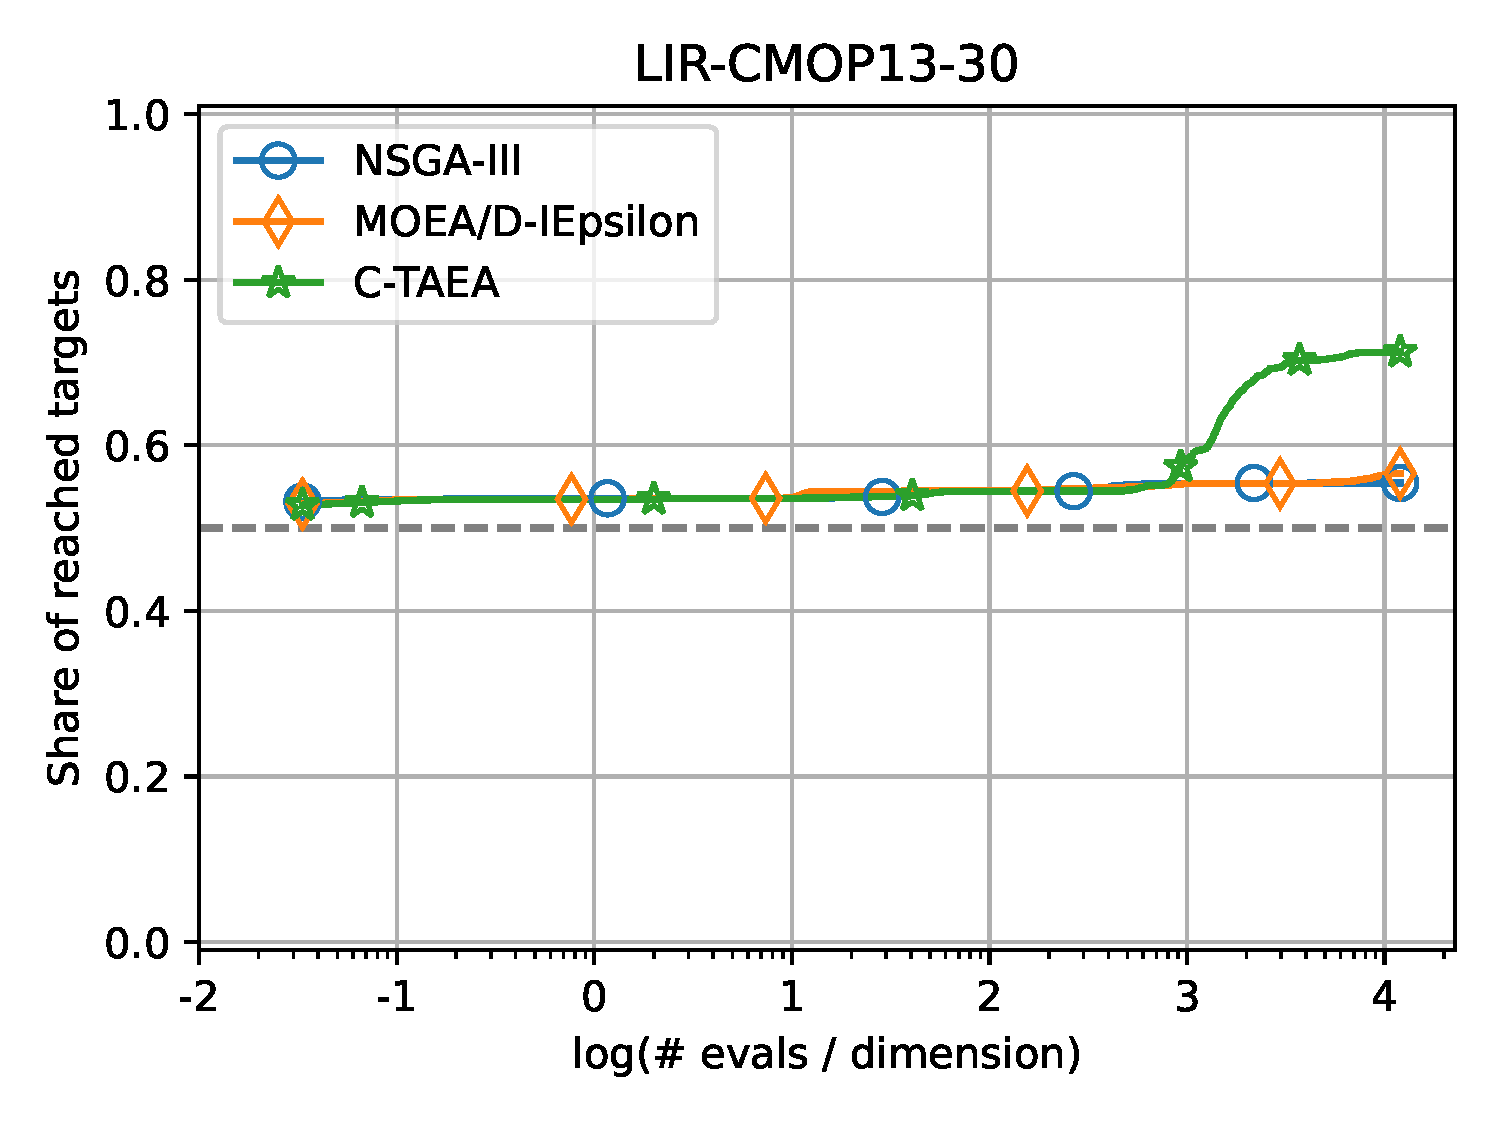 LIR-CMOP13-30
1.0
0.8
0.6
0.4
0.2
0.0
Share of reached targets
NSGA-III
MOEA/D-IEpsilon
C-TAEA
-2 -1 0 1 2 3 4
log(# evals / dimension)